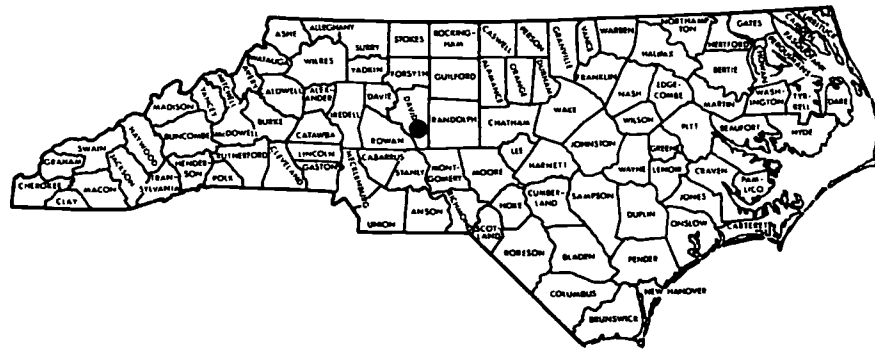 ASHE
ALLEGHANY
SURRY
STOKES
ROCKING-
HAM
CASWELL
PERSON
GRANVILLE
VANCE
WARREN
NORTHAMP
TON
GATES
HERTFORD
HALIFAX
BERTIE
WILKES
YADKIN
FORSYTH
GUILFORD
ALAMANCE
ORANGE
DURHAM
FRANKLIN
NASH
EDGE-
COMBE
MARTIN
WASH-
INGTON
TYR-
RELL
DARE
MITCHELL
AVERY
YANCEY
MADISON
ALEX-
ANDER
IREDELL
DAVIE
RANDOLPH
CHATHAM
WAKE
WILSON
PITT
BEAUFORT
HYDE
BURKE
McDOWELL
BUNCOMBE
HAYWOOD
SWAIN
GRAHAM
CATAWBA
ROWAN
LINCOLN
GASTON
CLEVELAND
RUTHERFORD
POLK
HENDER-
SON
TRAN-
SYLVANIA
JACKSON
MACON
CHEROKEE
CLAY
MECKLENBURG
CABARRUS
STANLY
MONT-
GOMERY
MOORE
LEE
HARNETT
JOHNSTON
WAYNE
LENOIR
CRAVEN
PAM-
LICO
JONES
UNION
ANSON
SCOT-
LAND
CUMBER-
LAND
SAMPSON
DUPLIN
ONSLOW
CARTERET
BLADEN
PENDER
COLUMBUS
NEW HANOVER
BRUNSWICK